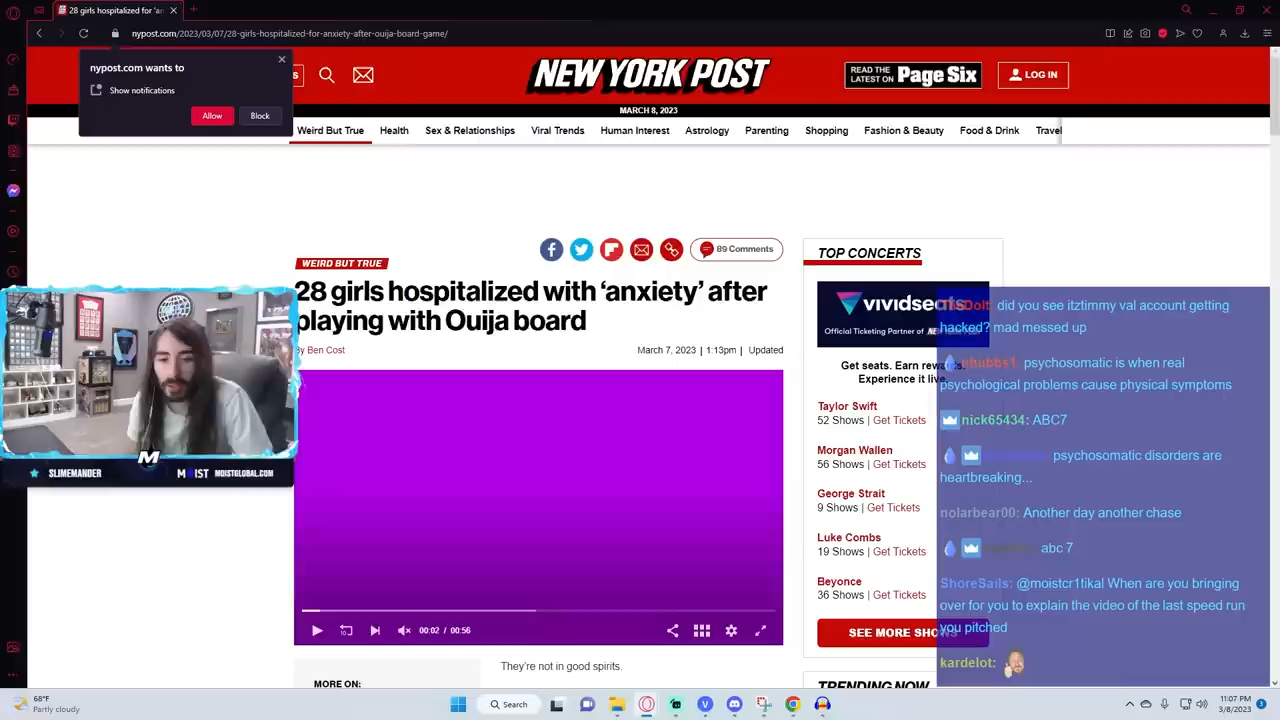 28 girls hospitalized for 'an
nypost.com/2023/03/07/28-girls-hospitalized-for-anxiety-after-ouija-board-game/
nypost.com wants to
Show notifications
Allow
Block
S
NEW YORK POST
READ THE
LATEST ON
Page Six
LOG IN
MARCH 8, 2023
Weird But True
Health
Sex & Relationships
Viral Trends
Human Interest
Astrology
Parenting
Shopping
Fashion & Beauty
Food & Drink
Travel
89 Comments
WEIRD BUT TRUE
28 girls hospitalized with ‘anxiety’ after
playing with Ouija board
By Ben Cost
March 7, 2023 | 1:13pm | Updated
00:02 / 00:56
They're not in good spirits.
MORE ON:
SLIMEMANDER
M
MOIST
MOISTGLOBAL.COM
TOP CONCERTS
vividseats
Official Ticketing Partner of NEW
Get seats. Earn rewards.
Experience it live.
Taylor Swift
52 Shows | Get Tickets
Morgan Wallen
56 Shows | Get Tickets
George Strait
9 Shows | Get Tickets
Luke Combs
19 Shows | Get Tickets
Beyonce
36 Shows | Get Tickets
SEE MORE SHOWS
TRENDING NOW
did you see itztimmy val account getting
hacked? mad messed up
psychosomatic is when real
psychological problems cause physical symptoms
nick65434: ABC7
psychosomatic disorders are
heartbreaking...
nolarbear00: Another day another chase
abc 7
ShoreSails: @moistcr1tikal When are you bringing
over for you to explain the video of the last speed run
you pitched
kardelot:
68°F
Partly cloudy
Search
11:07 PM
3/8/2023